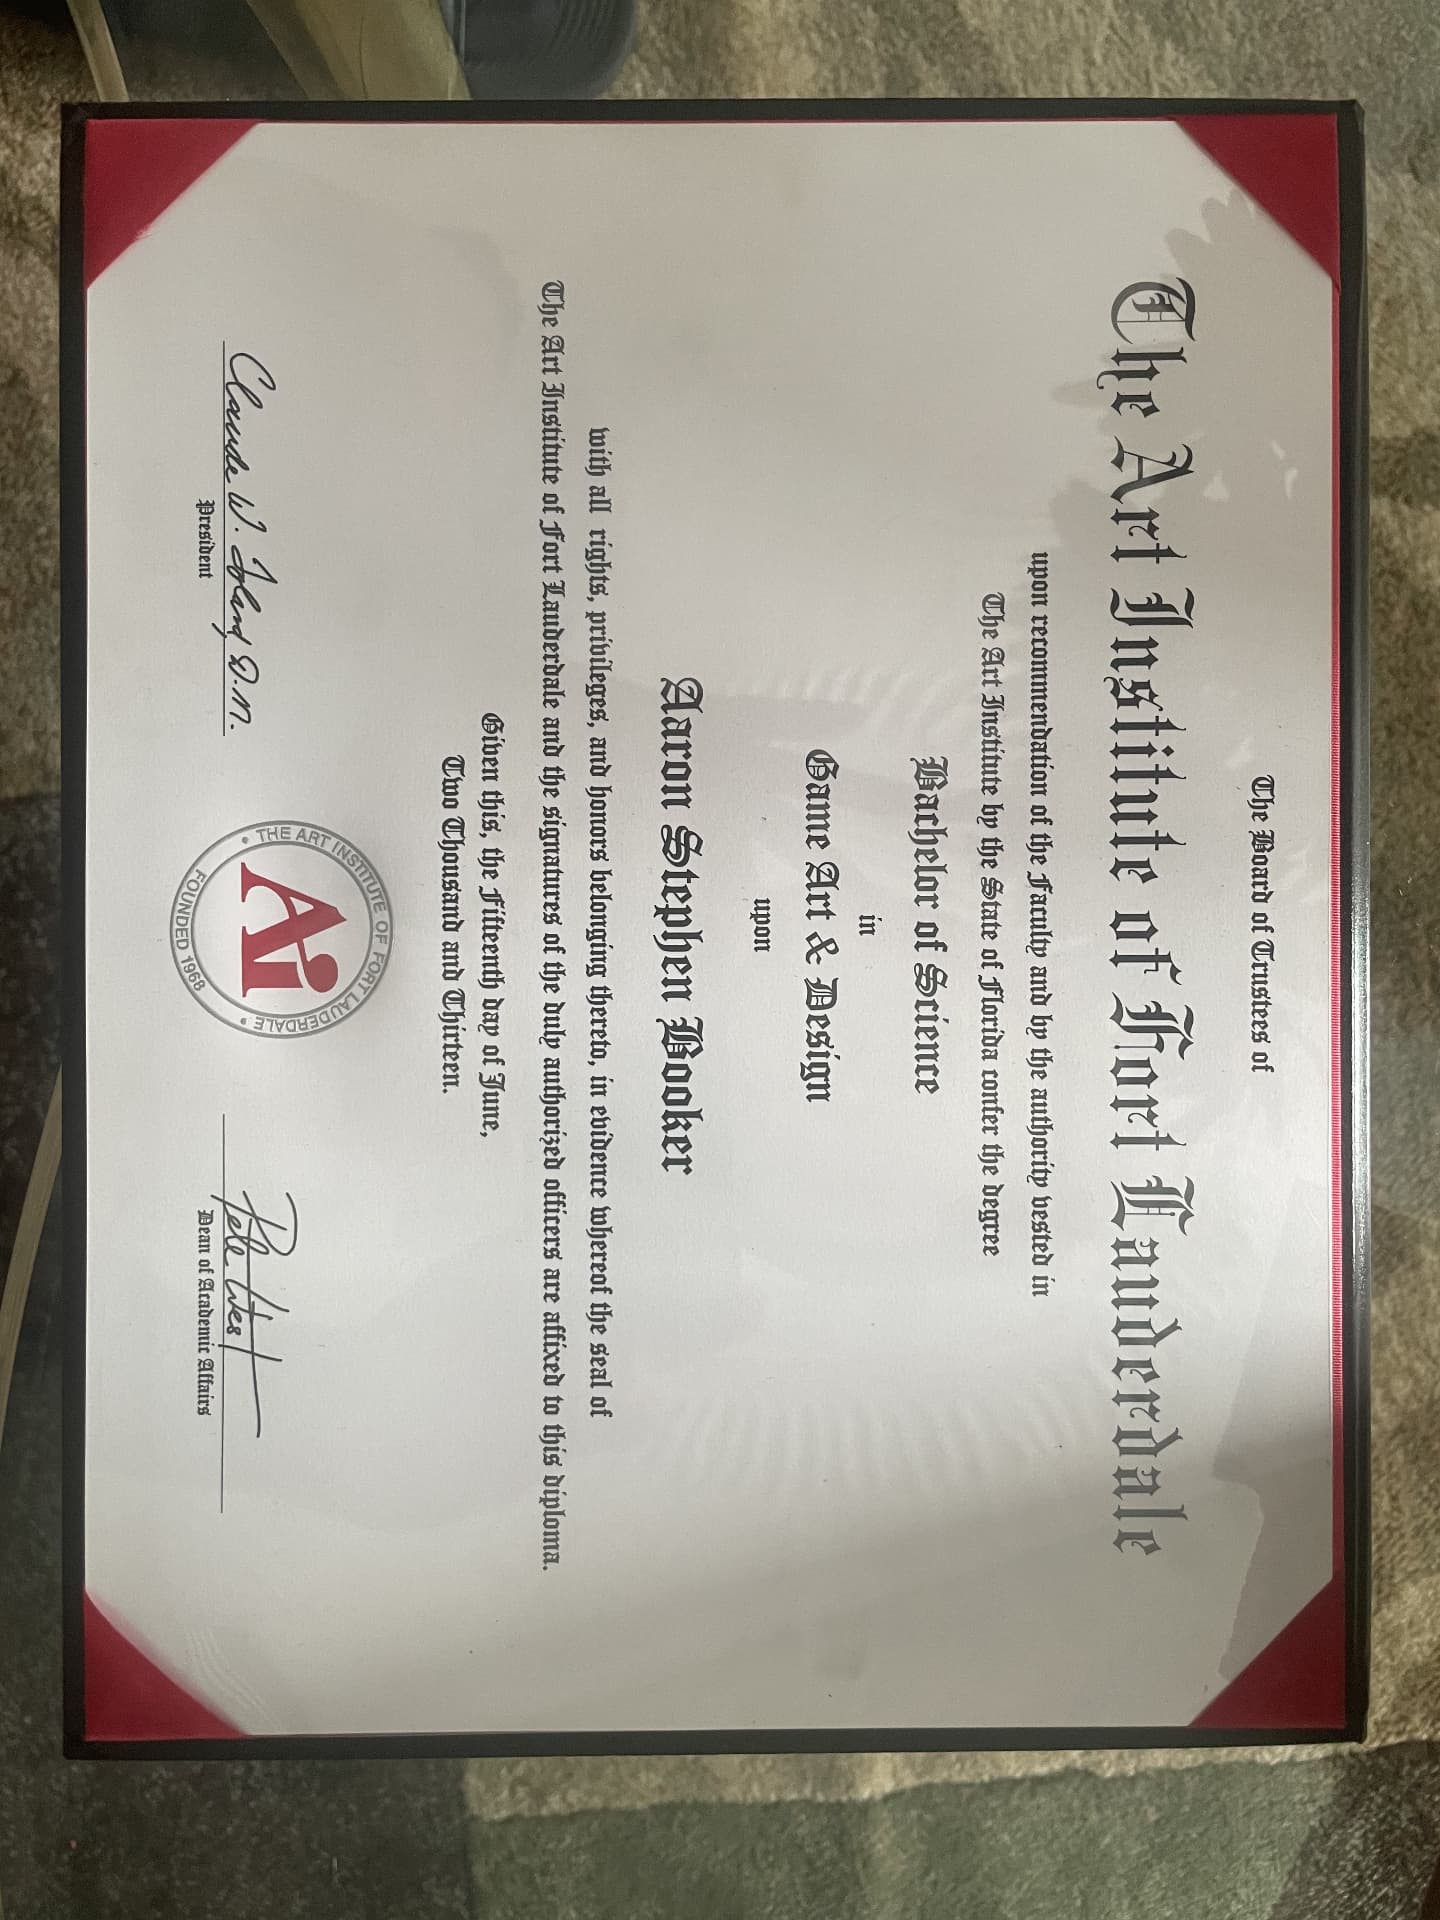 The Board of Trustees of
The Art Institute of Fort Lauderdale
upon recommendation of the Faculty and by the authority vested in
The Art Institute by the State of Florida confer the degree
Bachelor of Science
in
Game Art & Design
upon
Aaron Stephen Booker
with all rights, privileges, and honors belonging thereto, in evidence whereof the seal of
The Art Institute of Fort Lauderdale and the signatures of the duly authorized officers are affixed to this diploma.
Given this, the Fifteenth day of June,
Two Thousand and Thirteen.
Claude W. Toland D.M.
President
• THE ART INSTITUTE OF FORT LAUDERDALE •
Ai
FOUNDED 1968
Pete West
Dean of Academic Affairs